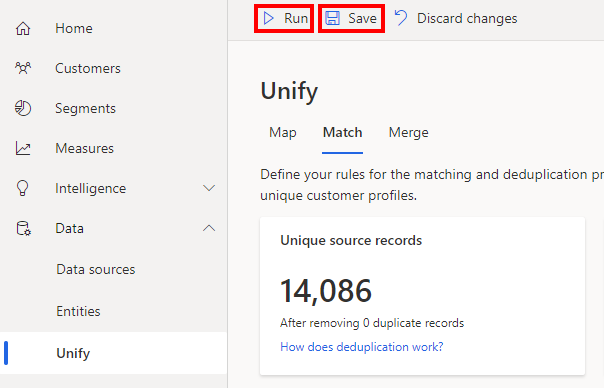 Home
Customers
Segments
Measures
Intelligence
Data
Data sources
Entities
Unify
Run Save Discard changes
Unify
Map Match Merge
Define your rules for the matching and deduplication pr
unique customer profiles.
Unique source records
14,086
After removing 0 duplicate records
How does deduplication work?